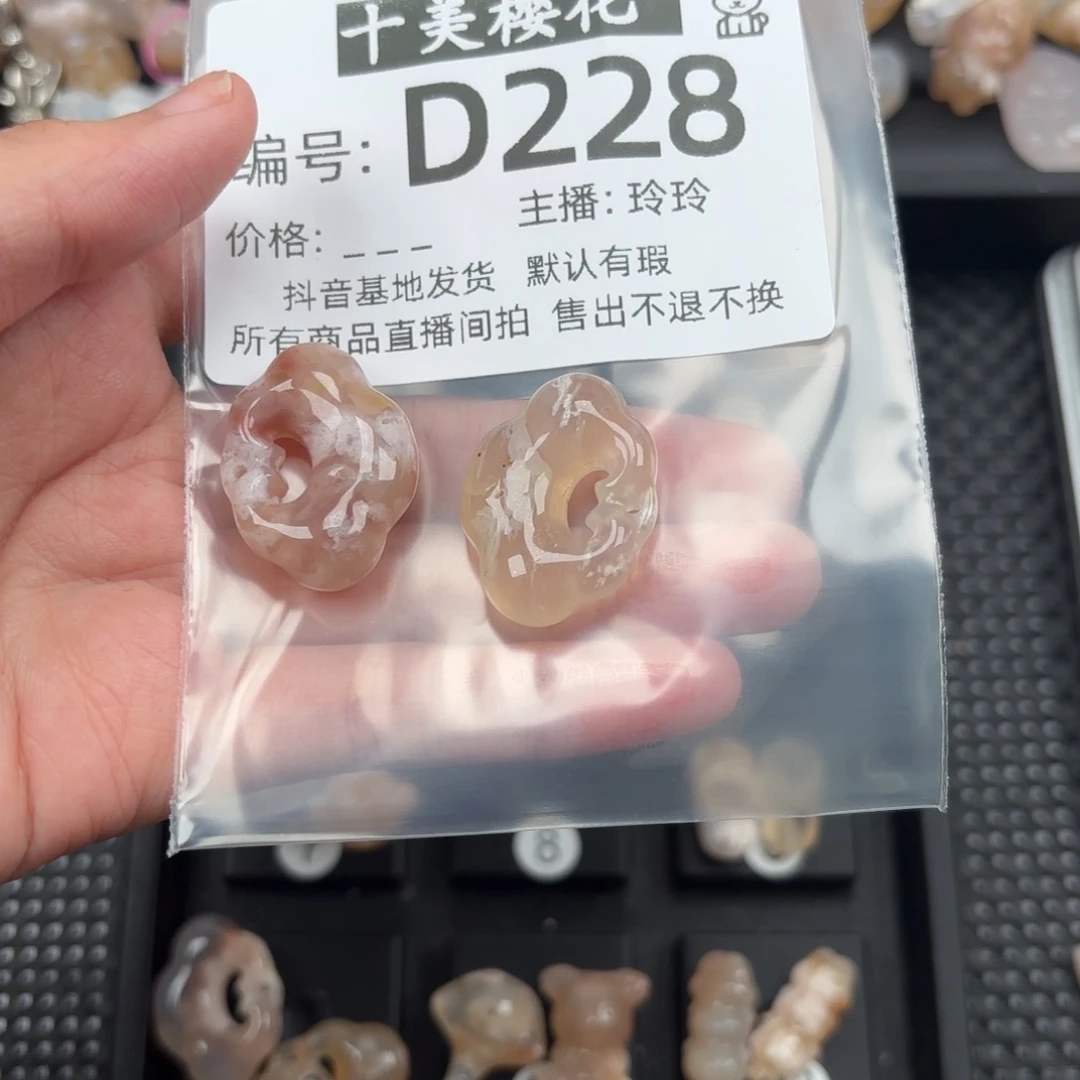 十美樱花
编号: D228
价格: _ _ _ 主播: 玲玲
抖音基地发货 默认有瑕
所有商品直播间拍 售出不退不换
8